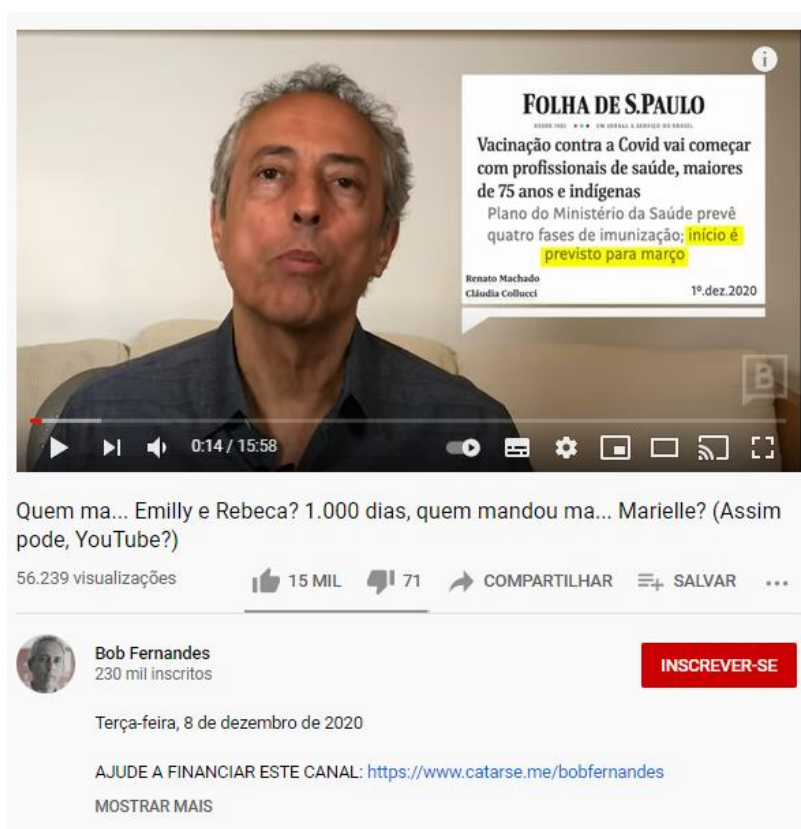 FOLHA DE S.PAULO
DESDE 1921 ★ ★ ★ UM JORNAL A SERVIÇO DO BRASIL
Vacinação contra a Covid vai começar
com profissionais de saúde, maiores
de 75 anos e indígenas
Plano do Ministério da Saúde prevê
quatro fases de imunização; início é
previsto para março
Renato Machado
Cláudia Collucci
1º.dez.2020
B
0:14 / 15:58
Quem ma... Emilly e Rebeca? 1.000 dias, quem mandou ma... Marielle? (Assim
pode, YouTube?)
56.239 visualizações
15 MIL
71
COMPARTILHAR
SALVAR
Bob Fernandes
230 mil inscritos
INSCREVER-SE
Terça-feira, 8 de dezembro de 2020
AJUDE A FINANCIAR ESTE CANAL: https://www.catarse.me/bobfernandes
MOSTRAR MAIS